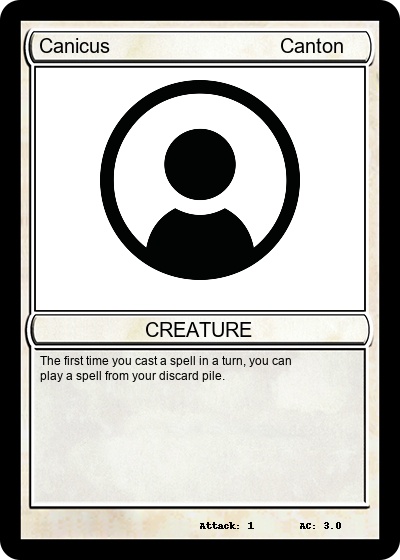 Canicus Canton
CREATURE
The first time you cast a spell in a turn, you can
play a spell from your discard pile.
Attack: 1 AC: 3.0